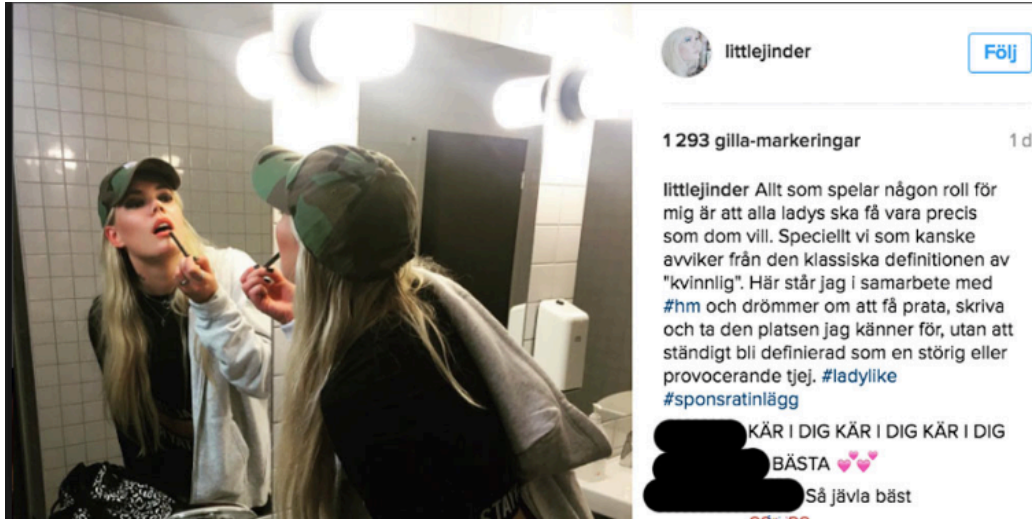 littlejinder
Följ
1 293 gilla-markeringar
1 d
littlejinder Allt som spelar någon roll för
mig är att alla ladys ska få vara precis
som dom vill. Speciellt vi som kanske
avviker från den klassiska definitionen av
"kvinnlig". Här står jag i samarbete med
#hm och drömmer om att få prata, skriva
och ta den platsen jag känner för, utan att
ständigt bli definierad som en störig eller
provocerande tjej. #ladylike
#sponsratinlägg
KÄR I DIG KÄR I DIG KÄR I DIG
BÄSTA 💕💕
Så jävla bäst